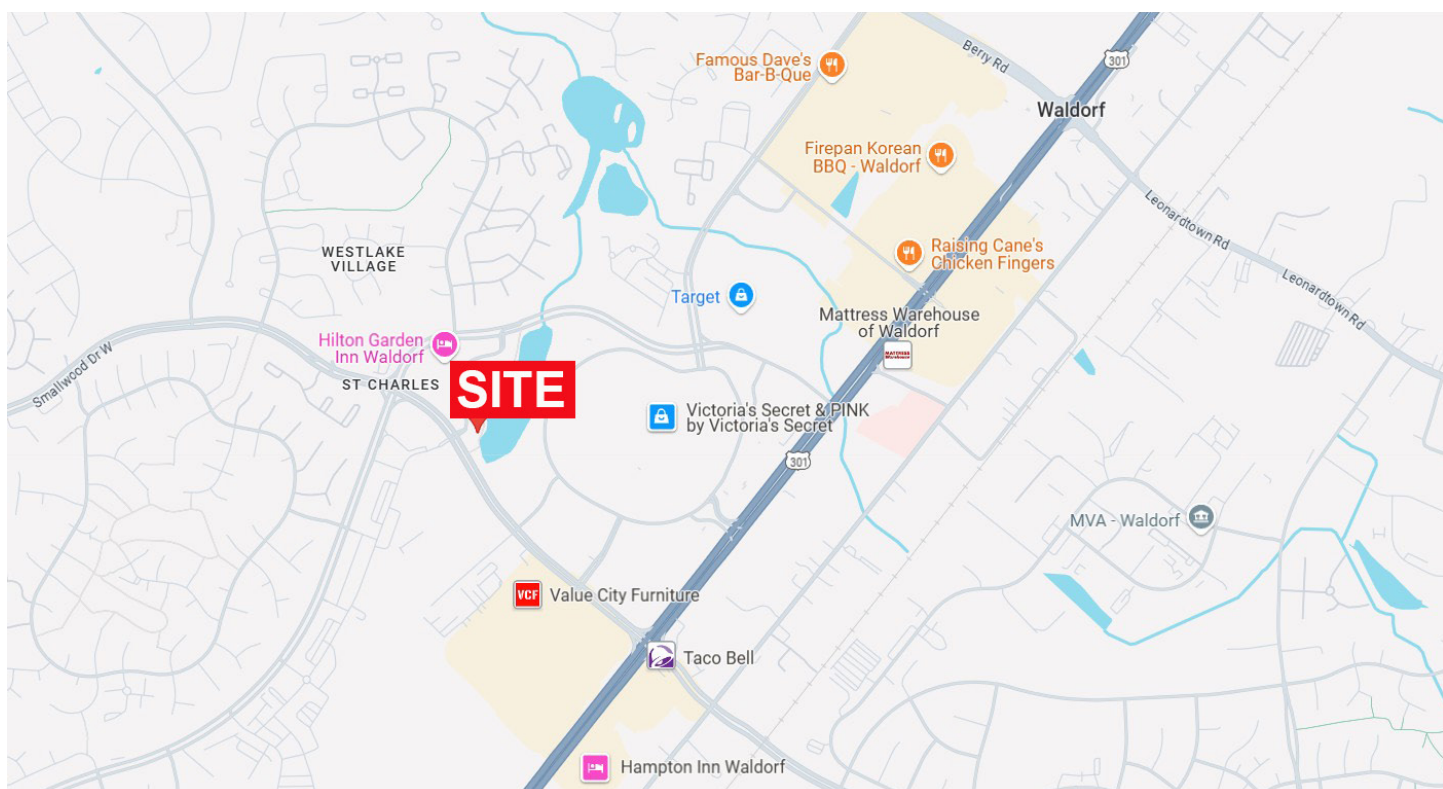 Berry Rd
Famous Dave's
Bar-B-Que
301
Waldorf
Firepan Korean
BBQ - Waldorf
Leonardtown Rd
WESTLAKE
VILLAGE
Raising Cane's
Chicken Fingers
Leonardtown Rd
Target
Mattress Warehouse
of Waldorf
MATTRESS
Warehouse
Hilton Garden
Inn Waldorf
Smallwood Dr W
ST CHARLES
SITE
Victoria's Secret & PINK
by Victoria's Secret
301
MVA - Waldorf
VCF
Value City Furniture
Taco Bell
Hampton Inn Waldorf